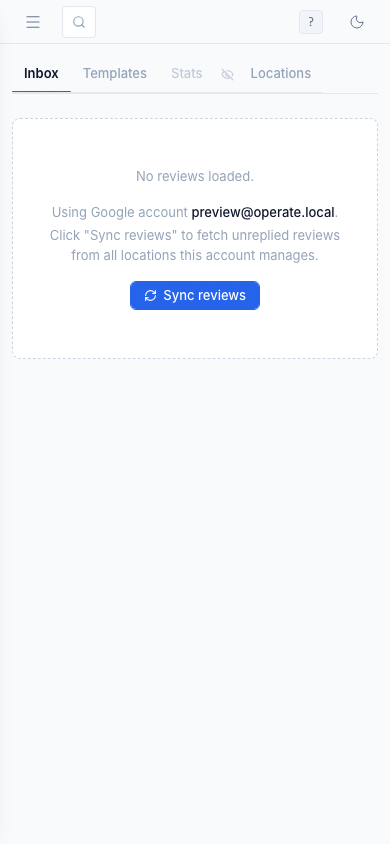 ?
Inbox Templates Stats Locations
No reviews loaded.
Using Google account preview@operate.local.
Click "Sync reviews" to fetch unreplied reviews
from all locations this account manages.
Sync reviews